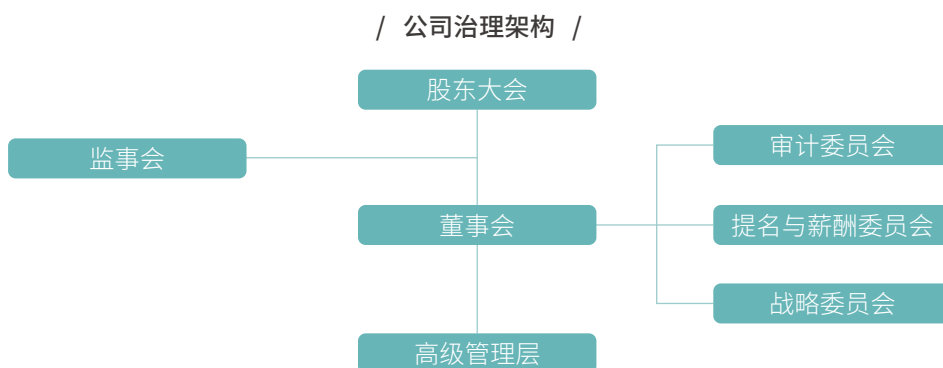 / 公司治理架构 /
股东大会
监事会
审计委员会
董事会
提名与薪酬委员会
战略委员会
高级管理层